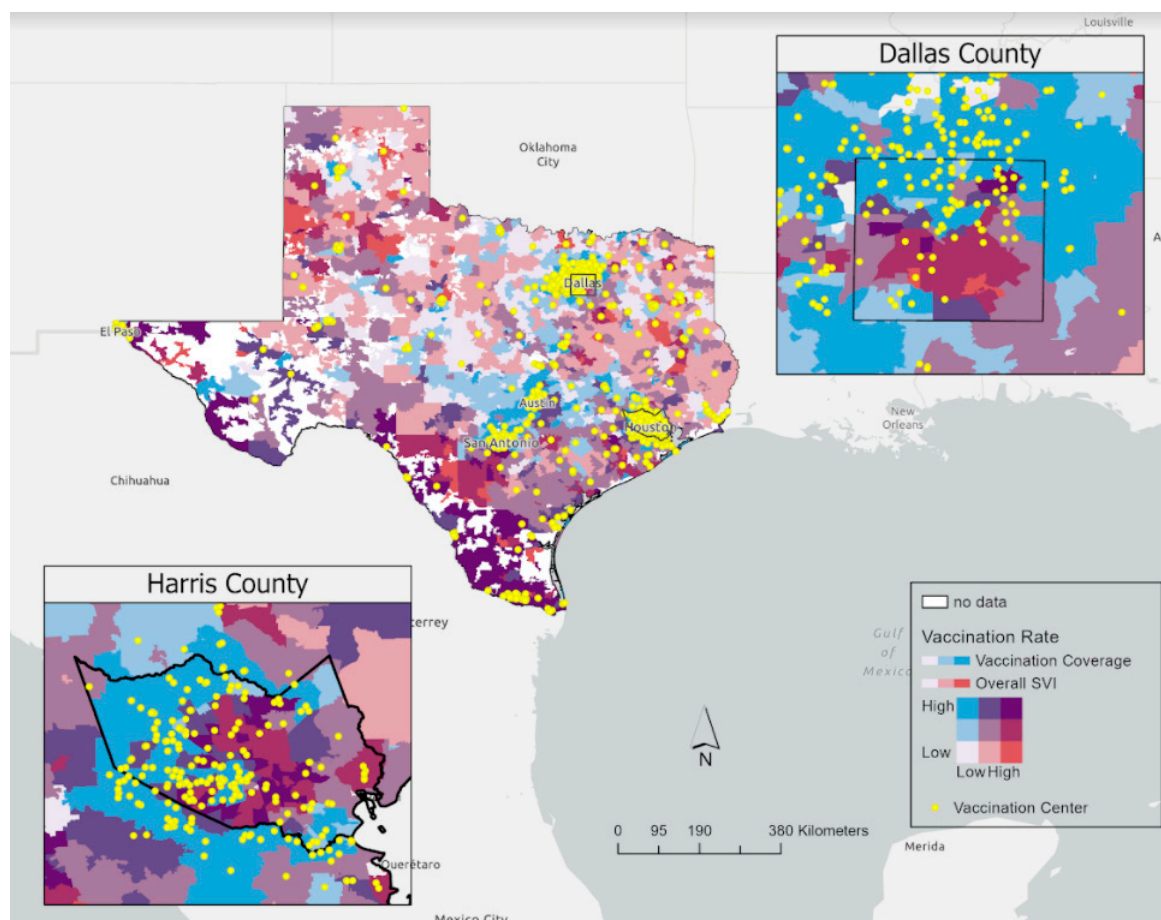 Louisville
Dallas County
Oklahoma
City
A
Dallas
El Paso
Austin
Houston
San Antonio
New
Orleans
Chihuahua
Harris County
terrey
Gulf
of
Mexico
no data
Vaccination Rate
Vaccination Coverage
Overall SVI
High
Low
Low High
Vaccination Center
N
0 95 190 380 Kilometers
Querétaro
Merida
Mexico City